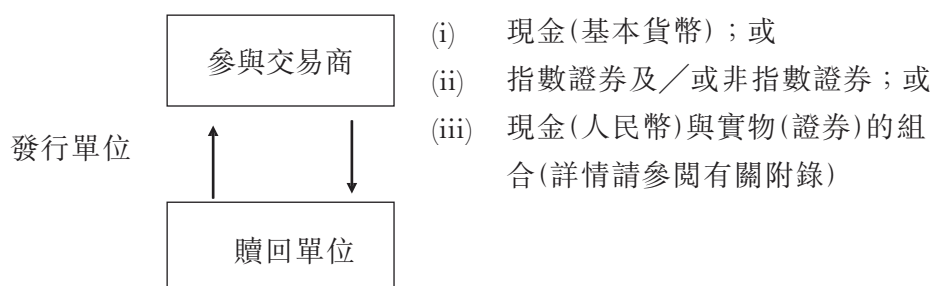 參與交易商
發行單位
贖回單位
(i) 現金(基本貨幣)；或
(ii) 指數證券及／或非指數證券；或
(iii) 現金(人民幣)與實物(證券)的組
合(詳情請參閱有關附錄)